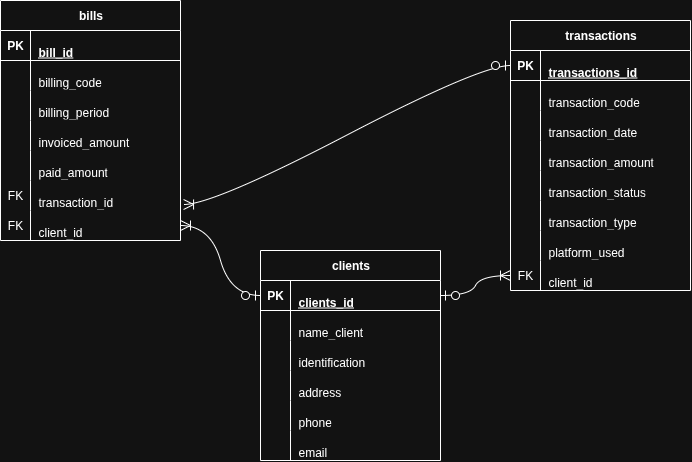 bills
PK bill_id
billing_code
billing_period
invoiced_amount
paid_amount
FK transaction_id
FK client_id
transactions
PK transactions_id
transaction_code
transaction_date
transaction_amount
transaction_status
transaction_type
platform_used
FK client_id
clients
PK clients_id
name_client
identification
address
phone
email